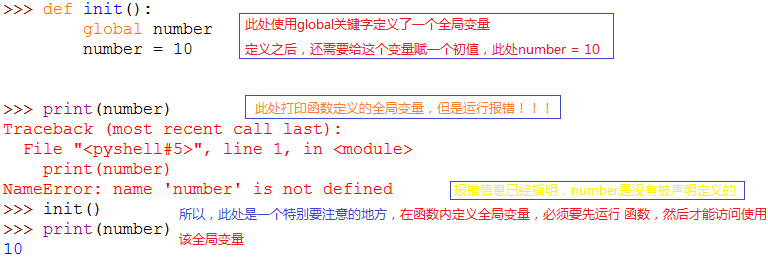 >>> def init():
此处使用global关键字定义了一个全局变量
global number
定义之后，还需要给这个变量赋一个初值，此处number = 10
number = 10
>>> print(number)
此处打印函数定义的全局变量，但是运行报错！！！
Traceback (most recent call last):
File "<pyshell#5>", line 1, in <module>
print(number)
NameError: name 'number' is not defined
报错信息已经指明，number是没有被声明定义的
>>> init()
所以，此处是一个特别要注意的地方，在函数内定义全局变量，必须要先运行 函数，然后才能访问使用
>>> print(number)
该全局变量
10